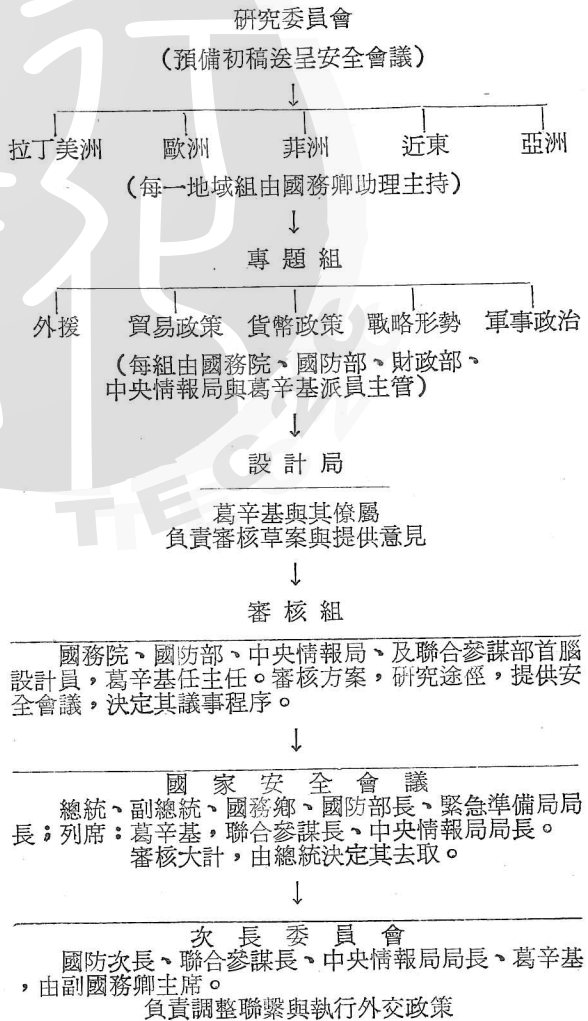 研究委員會
(預備初稿送呈安全會議)
↓
拉丁美洲 歐洲 非洲 近東 亞洲
(每一地域組由國務卿助理主持)
↓
專題組
↓
外援 貿易政策 貨幣政策 戰略形勢 軍事政治
(每組由國務院、國防部、財政部、
中央情報局與葛辛基派員主管)
↓
設計局
葛辛基與其僚屬
負責審核草案與提供意見
↓
審核組
國務院、國防部、中央情報局、及聯合參謀部首腦
設計員,葛辛基任主任。審核方案,研究途徑,提供安
全會議,決定其議事程序。
↓
國家安全會議
總統、副總統、國務鄉、國防部長、緊急準備局局
長;列席:葛辛基,聯合參謀長、中央情報局局長。
審核大計,由總統決定其去取。
↓
次長委員會
國防次長、聯合參謀長、中央情報局局長、葛辛基
,由副國務卿主席。
負責調整聯繫與執行外交政策